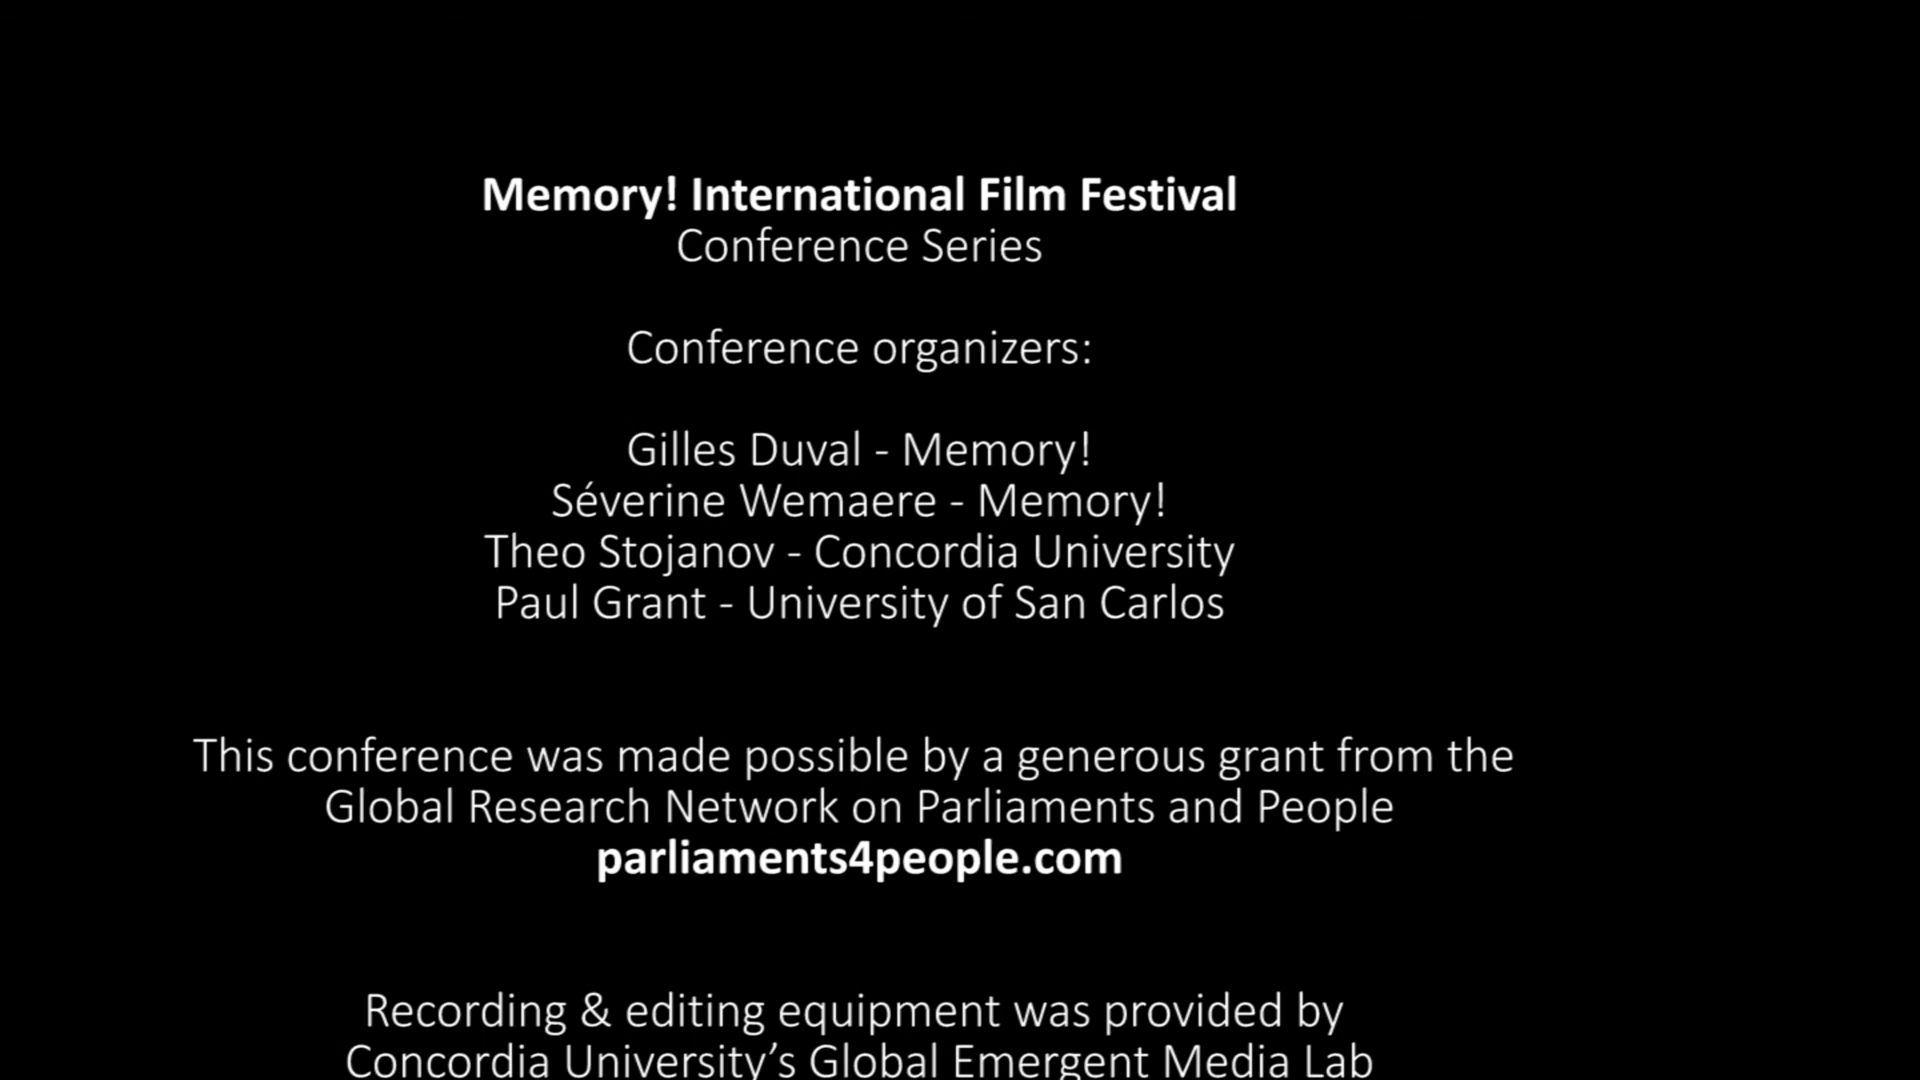 Memory! International Film Festival
Conference Series
Conference organizers:
Gilles Duval - Memory!
Séverine Wemaere - Memory!
Theo Stojanov - Concordia University
Paul Grant - University of San Carlos
This conference was made possible by a generous grant from the
Global Research Network on Parliaments and People
parliaments4people.com
Recording & editing equipment was provided by
Concordia University’s Global Emergent Media Lab